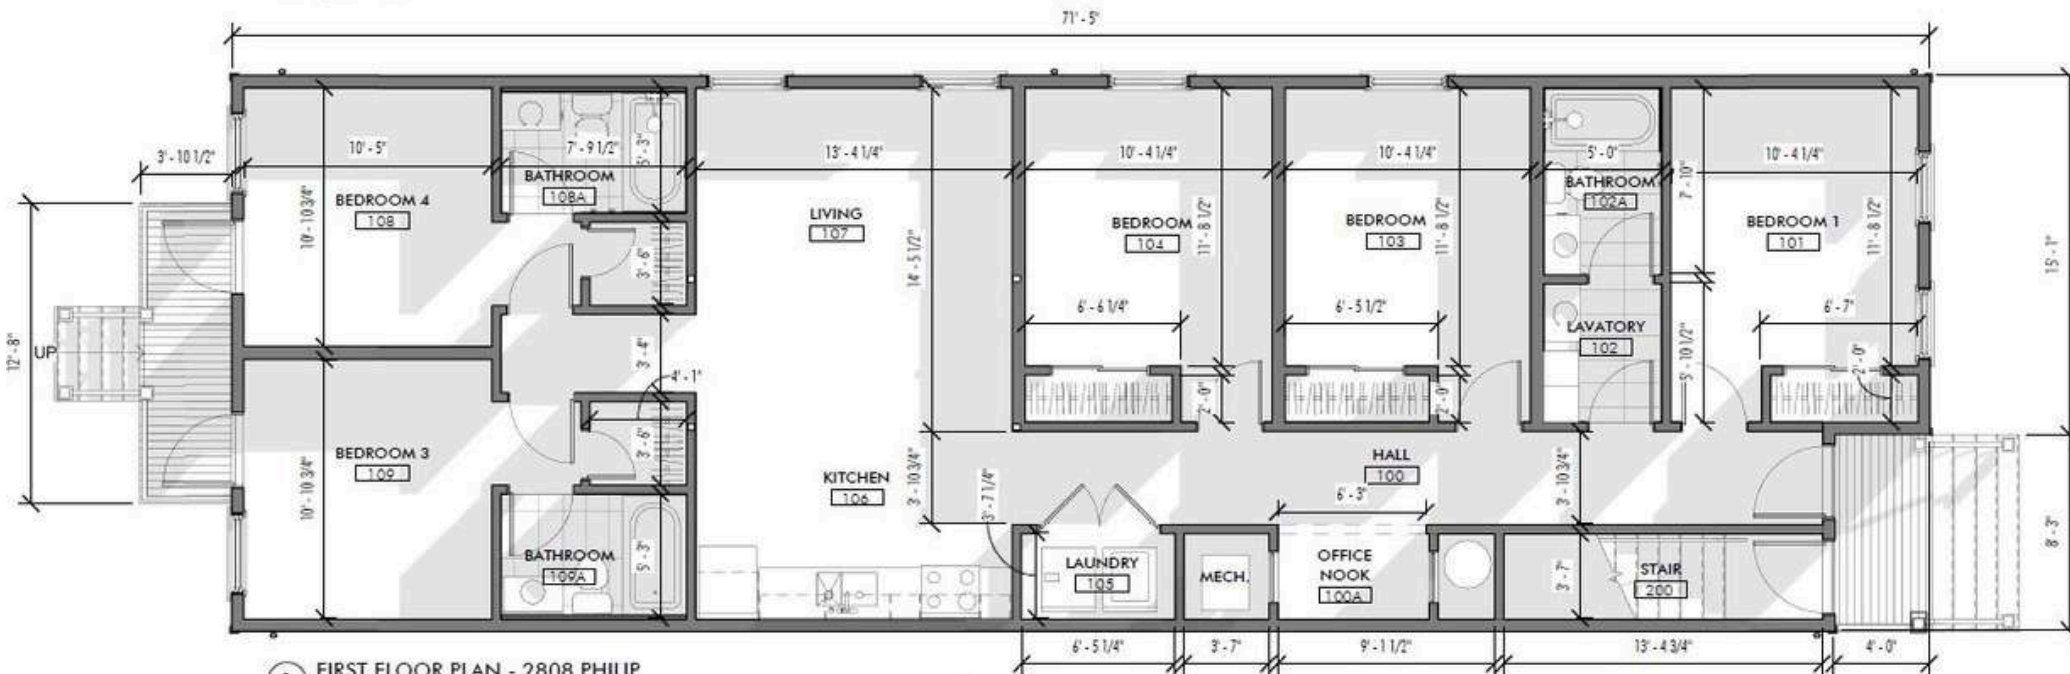 71' - 5"
3' - 10 1/2"
10' - 5"
7' - 9 1/2"
5' - 3"
13' - 4 1/4"
10' - 4 1/4"
10' - 4 1/4"
5' - 0"
10' - 4 1/4"
BEDROOM 4
108
10' - 10 3/4"
BATHROOM
108A
3' - 6"
LIVING
107
14' - 5 1/2"
BEDROOM
104
11' - 8 1/2"
BEDROOM
103
11' - 8 1/2"
BATHROOM
102A
7' - 10"
BEDROOM 1
101
11' - 8 1/2"
15' - 1"
12' - 8"
UP
3' - 4"
4' - 1"
6' - 6 1/4"
2' - 0"
6' - 5 1/2"
2' - 0"
LAVATORY
102
5' - 10 1/2"
6' - 7"
2' - 0"
BEDROOM 3
109
10' - 10 3/4"
3' - 6"
KITCHEN
106
3' - 10 3/4"
3' - 7 1/4"
HALL
100
6' - 3"
3' - 10 3/4"
8' - 3"
BATHROOM
109A
5' - 3"
LAUNDRY
105
MECH.
OFFICE
NOOK
100A
3' - 7"
STAIR
200
6' - 5 1/4"
3' - 7"
9' - 1 1/2"
13' - 4 3/4"
4' - 0"
FIRST FLOOR PLAN - 2808 PHILIP